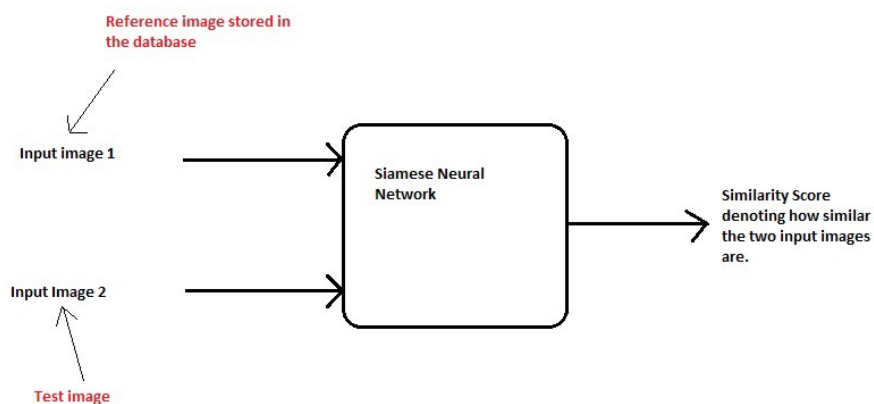 Reference image stored in
the database
Input image 1
Siamese Neural
Network
Similarity Score
denoting how similar
the two input images
are.
Input Image 2
Test image